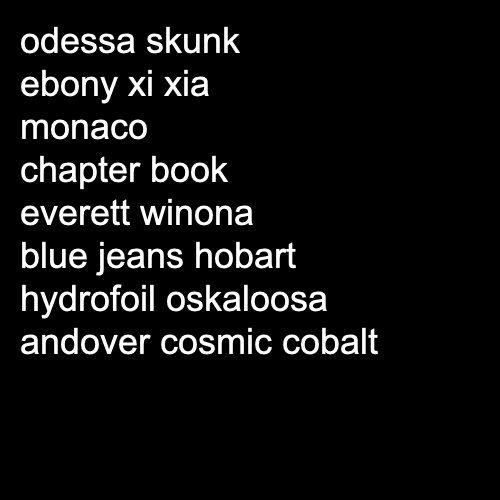 odessa skunk
ebony xi xia
monaco
chapter book
everett winona
blue jeans hobart
hydrofoil oskaloosa
andover cosmic cobalt